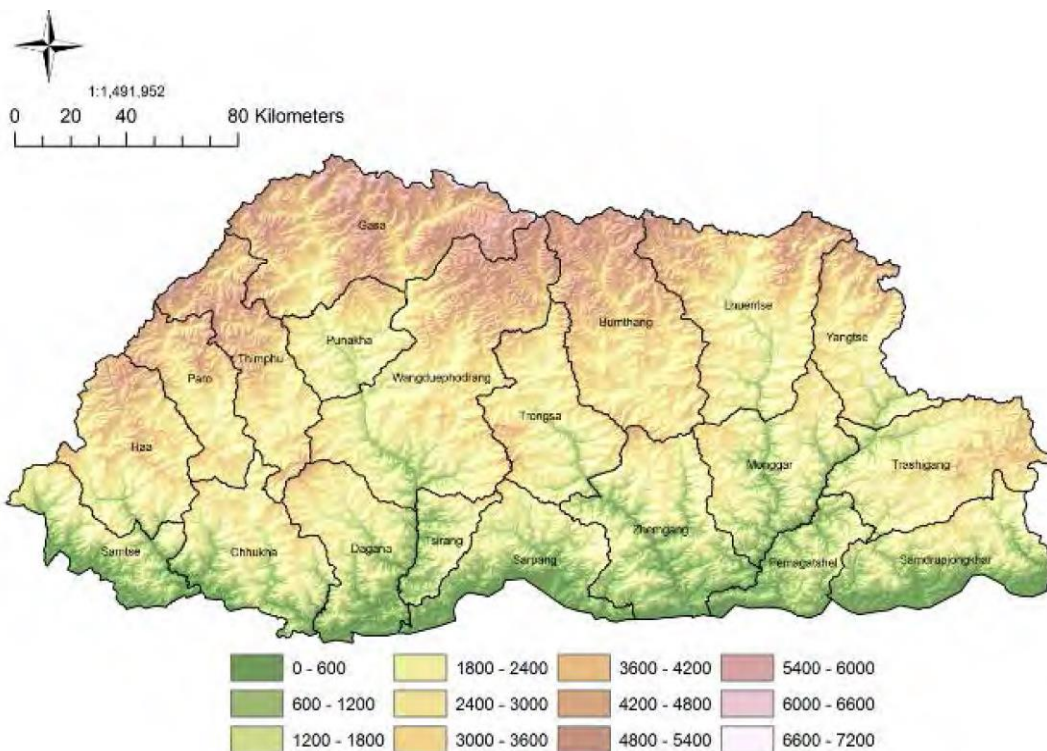 1:1,491,952
0 20 40 80 Kilometers
Gasa
Punakha
Thimphu
Paro
Haa
Wangduephodrang
Trongsa
Bumthang
Lhuentse
Yangtse
Monggar
Trashigang
Samtse
Chhukha
Dagana
Tsirang
Sarpang
Zhemgang
Pemagatshel
Samdrupjongkhar
0 - 600
1800 - 2400
3600 - 4200
5400 - 6000
600 - 1200
2400 - 3000
4200 - 4800
6000 - 6600
1200 - 1800
3000 - 3600
4800 - 5400
6600 - 7200